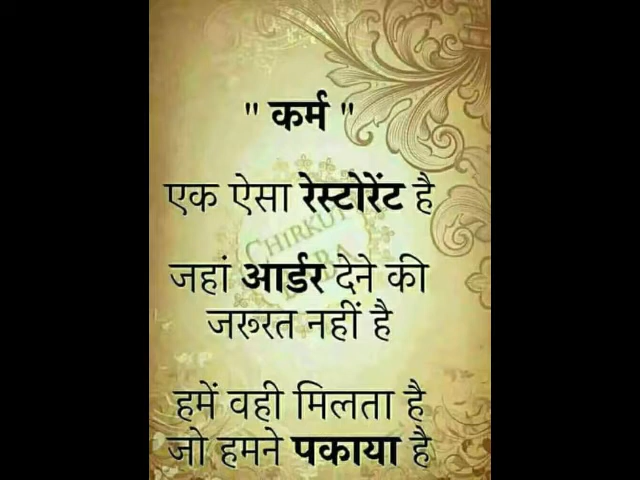 " कर्म "
एक ऐसा रेस्टोरेंट है
जहां आर्डर देने की
जरूरत नहीं है
हमें वही मिलता है
जो हमने पकाया है